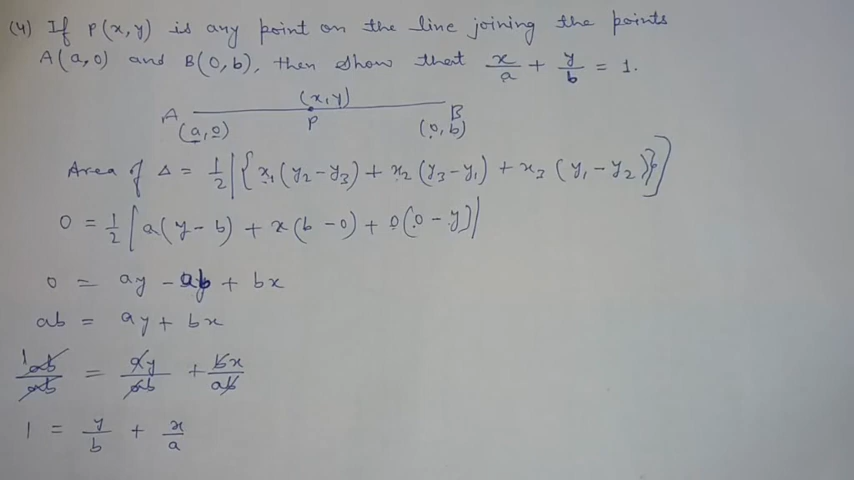 (4) If P(x,y) is any point on the line joining the points
A(a,0) and B(0,b), then show that x/a + y/b = 1.
(x,y)
A B
P
(a,0) (0,b)
Area of Δ = 1/2 |{x₁(y₂-y₃) + x₂(y₃-y₁) + x₃(y₁-y₂)}|
0 = 1/2 |a(y-b) + x(b-0) + 0(0-y)|
0 = ay - ab + bx
ab = ay + bx
1 ab/ab = ay/ab + bx/ab
1 = y/b + x/a